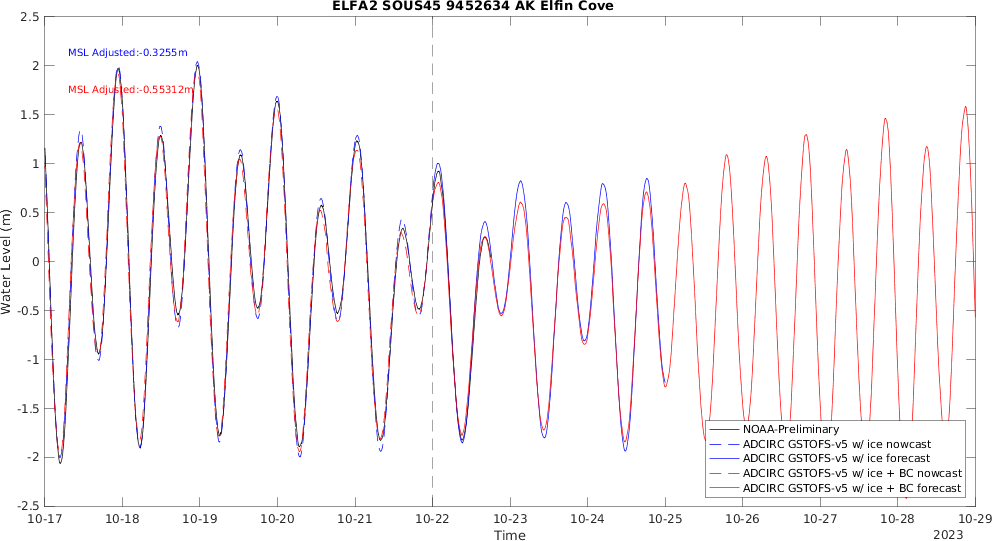 ELFA2 SOUS45 9452634 AK Elfin Cove
MSL Adjusted:-0.3255m
MSL Adjusted:-0.55312m
Water Level (m)
2.5
2
1.5
1
0.5
0
-0.5
-1
-1.5
-2
-2.5
NOAA-Preliminary
ADCIRC GSTOFS-v5 w/ ice nowcast
ADCIRC GSTOFS-v5 w/ ice forecast
ADCIRC GSTOFS-v5 w/ ice + BC nowcast
ADCIRC GSTOFS-v5 w/ ice + BC forecast
10-17 10-18 10-19 10-20 10-21 10-22 10-23 10-24 10-25 10-26 10-27 10-28 10-29
Time
2023